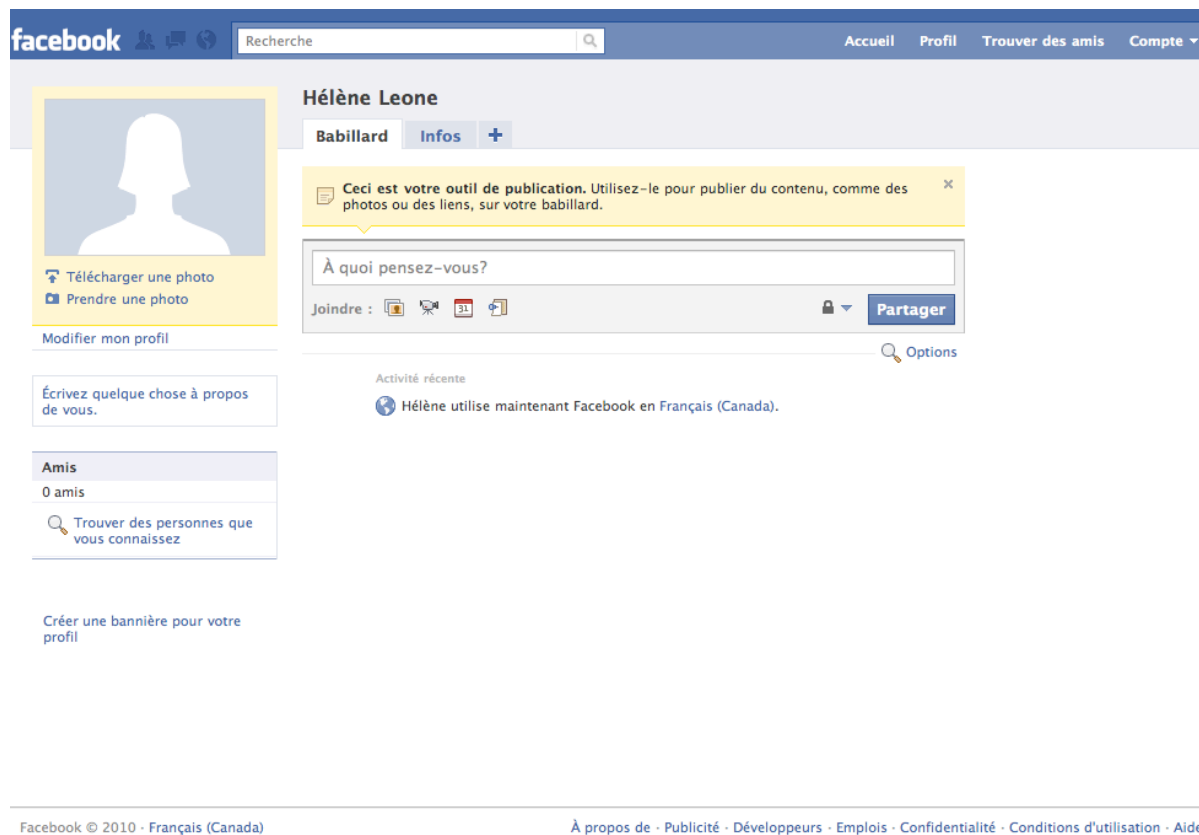 facebook
Recherche
Accueil Profil Trouver des amis Compte
Hélène Leone
Babillard Infos +
Ceci est votre outil de publication. Utilisez-le pour publier du contenu, comme des
photos ou des liens, sur votre babillard.
À quoi pensez-vous?
Joindre : 31
Partager
Options
Activité récente
Hélène utilise maintenant Facebook en Français (Canada).
Télécharger une photo
Prendre une photo
Modifier mon profil
Écrivez quelque chose à propos
de vous.
Amis
0 amis
Trouver des personnes que
vous connaissez
Créer une bannière pour votre
profil
Facebook © 2010 · Français (Canada)
À propos de · Publicité · Développeurs · Emplois · Confidentialité · Conditions d'utilisation · Aide